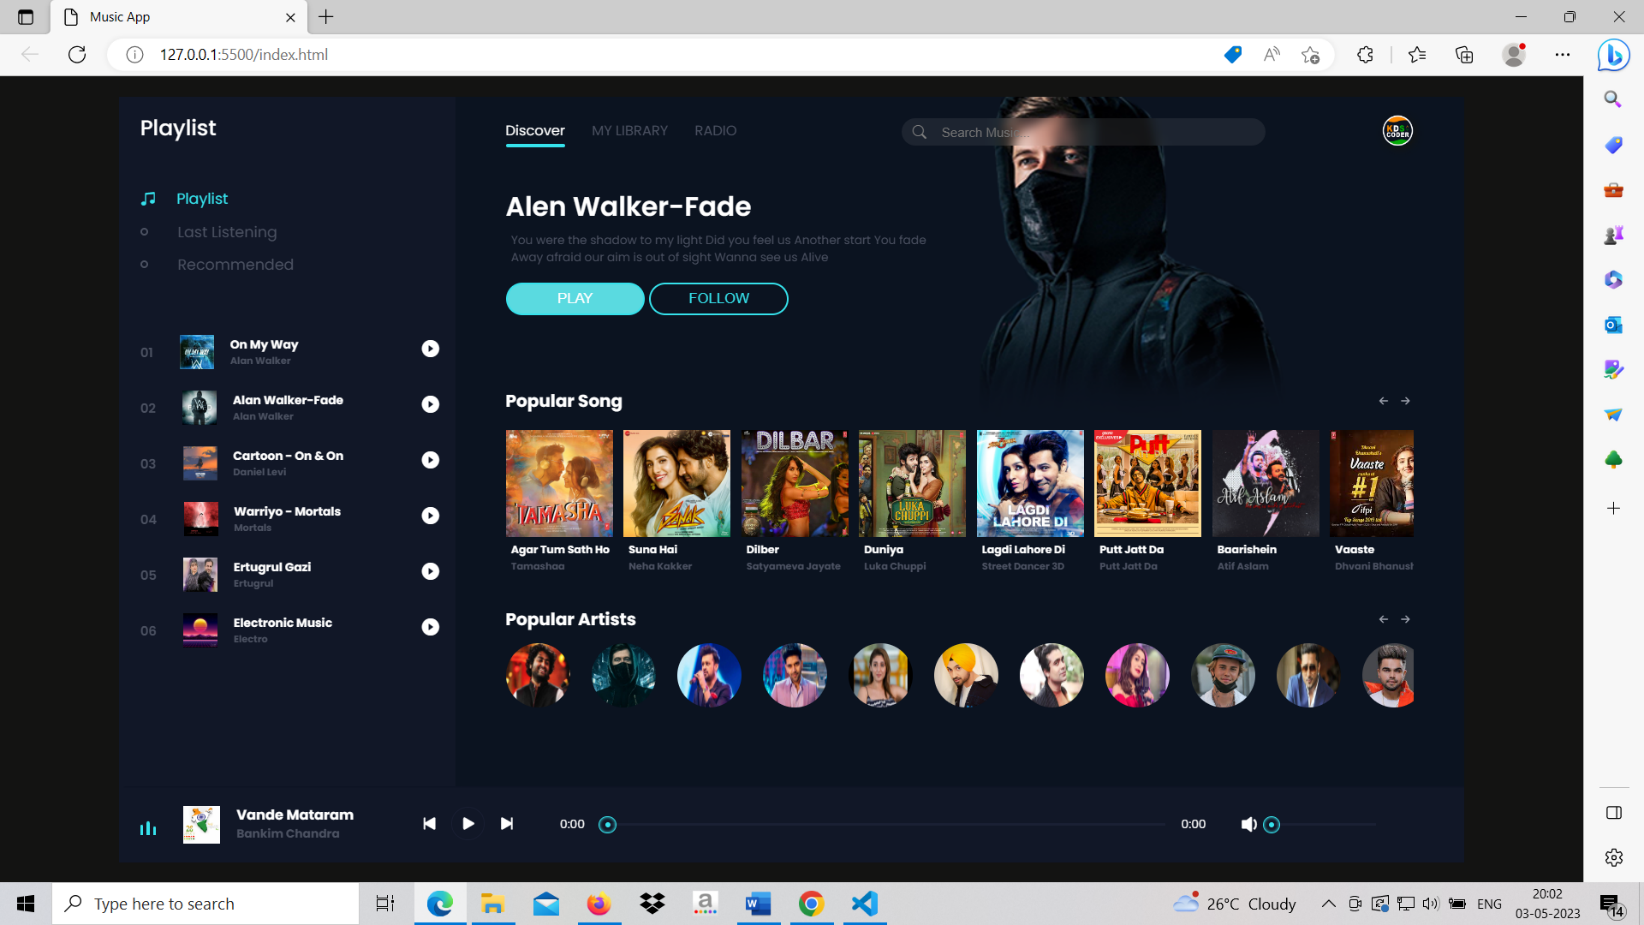 Music App
127.0.0.1:5500/index.html
Playlist
Discover
MY LIBRARY
RADIO
Search Music...
KDS
CODER
Playlist
Last Listening
Recommended
Alen Walker-Fade
You were the shadow to my light Did you feel us Another start You fade
Away afraid our aim is out of sight Wanna see us Alive
PLAY
FOLLOW
01
On My Way
Alan Walker
02
Alan Walker-Fade
Alan Walker
03
Cartoon - On & On
Daniel Levi
04
Warriyo - Mortals
Mortals
05
Ertugrul Gazi
Ertugrul
06
Electronic Music
Electro
Popular Song
TAMASHA
SANAK
DILBAR
LUKA
CHUPPI
LAGDI
LAHORE DI
Putt
Atif Aslam
Vaaste
#1
Agar Tum Sath Ho
Tamashaa
Suna Hai
Neha Kakker
Dilber
Satyameva Jayate
Duniya
Luka Chuppi
Lagdi Lahore Di
Street Dancer 3D
Putt Jatt Da
Putt Jatt Da
Baarishein
Atif Aslam
Vaaste
Dhvani Bhanush
Popular Artists
Vande Mataram
Bankim Chandra
0:00
0:00
Type here to search
26°C Cloudy
ENG
20:02
03-05-2023
14